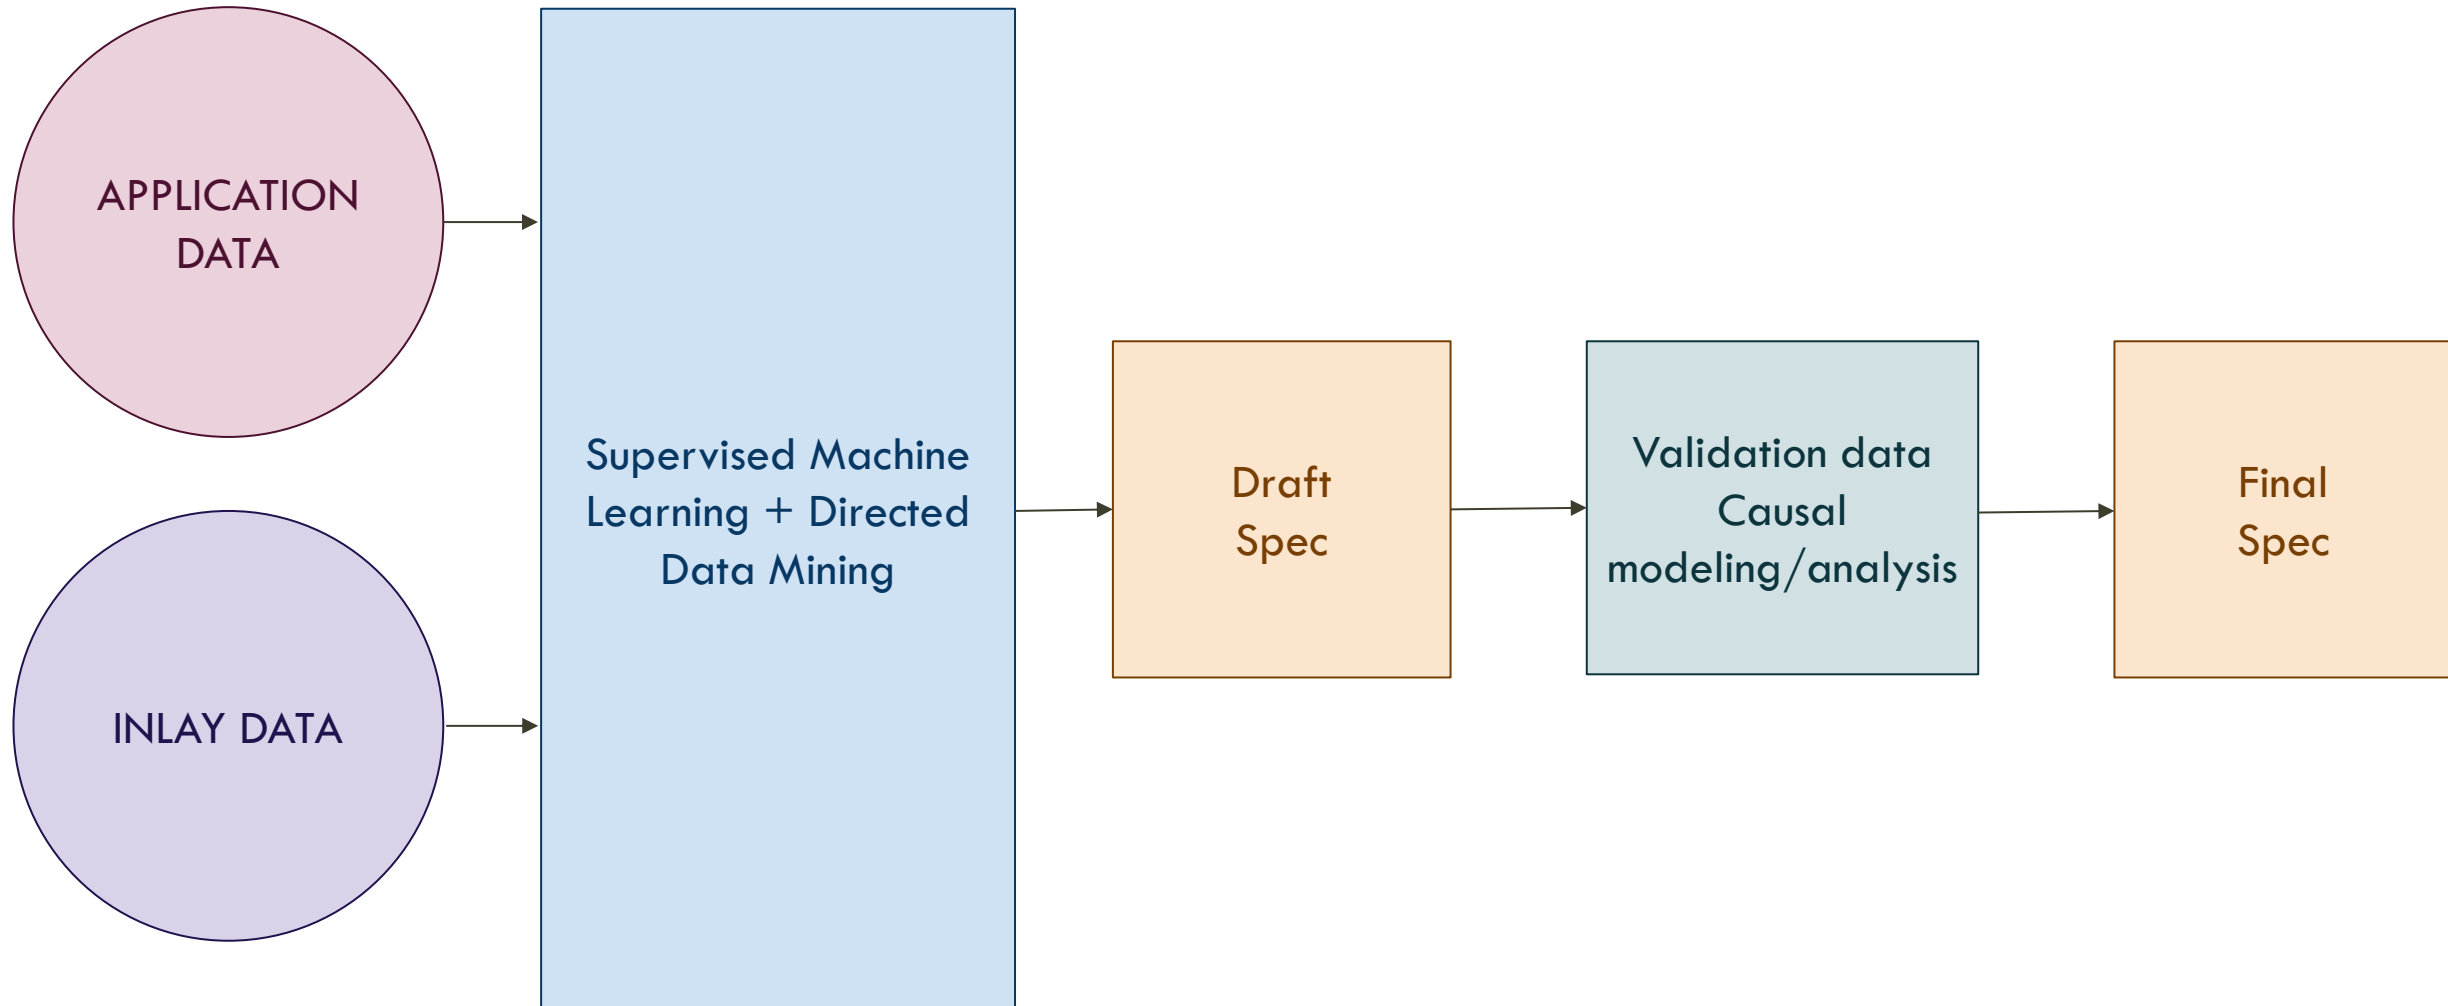 APPLICATION
DATA
INLAY DATA
Supervised Machine
Learning + Directed
Data Mining
Draft
Spec
Validation data
Causal
modeling/analysis
Final
Spec